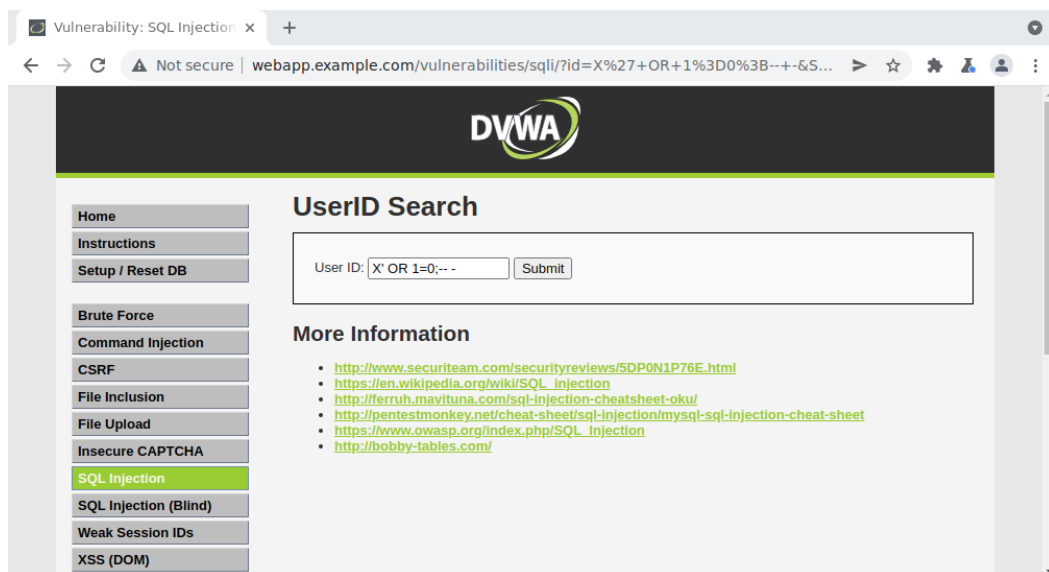 Vulnerability: SQL Injection
Not secure | webapp.example.com/vulnerabilities/sqli/?id=X%27+OR+1%3D0%3B--+-&S...
DVWA
Home
Instructions
Setup / Reset DB
Brute Force
Command Injection
CSRF
File Inclusion
File Upload
Insecure CAPTCHA
SQL Injection
SQL Injection (Blind)
Weak Session IDs
XSS (DOM)
UserID Search
User ID: X' OR 1=0;-- - Submit
More Information
http://www.securiteam.com/securityreviews/5DP0N1P76E.html
https://en.wikipedia.org/wiki/SQL_injection
http://ferruh.mavituna.com/sql-injection-cheatsheet-oku/
http://pentestmonkey.net/cheat-sheet/sql-injection/mysql-sql-injection-cheat-sheet
https://www.owasp.org/index.php/SQL_Injection
http://bobby-tables.com/